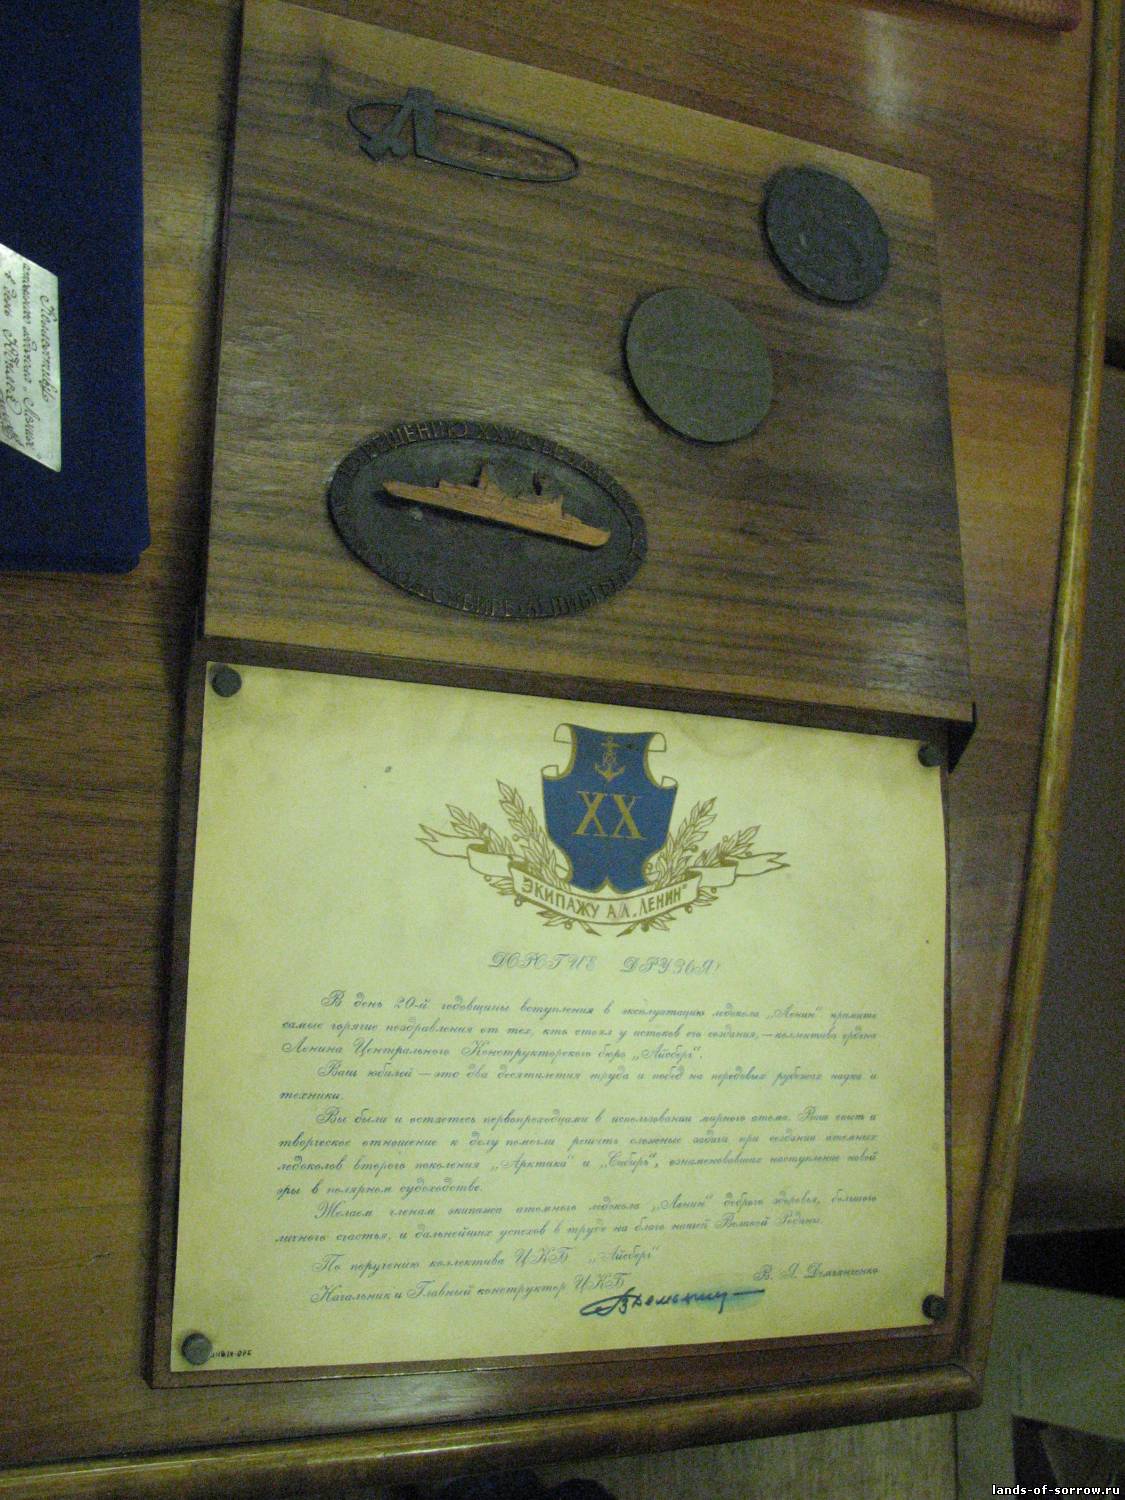 ЭКИПАЖУ А/Л „ЛЕНИН"
XX
ДОРОГИЕ ДРУЗЬЯ!
В день 20-й годовщины вступления в эксплуатацию ледокола „Ленин" примите
самые горячие поздравления от тех, кто стоял у истоков его создания, — коллектива ордена
Ленина Центрального Конструкторского бюро „Айсберг".
Ваш юбилей — это два десятилетия труда и побед на передовых рубежах науки и
техники.
Вы были и остаетесь первопроходцами в использовании мирного атома. Ваш опыт и
творческое отношение к делу помогли решить сложные задачи при создании атомных
ледоколов второго поколения „Арктика" и „Сибирь", ознаменовавших наступление новой
эры в полярном судоходстве.
Желаем членам экипажа атомного ледокола „Ленин" доброго здоровья, большого
личного счастья, и дальнейших успехов в труде на благо нашей Великой Родины.
По поручению коллектива ЦКБ „Айсберг"
Начальник и Главный конструктор ЦКБ
В. Я. Демьянченко
lands-of-sorrow.ru